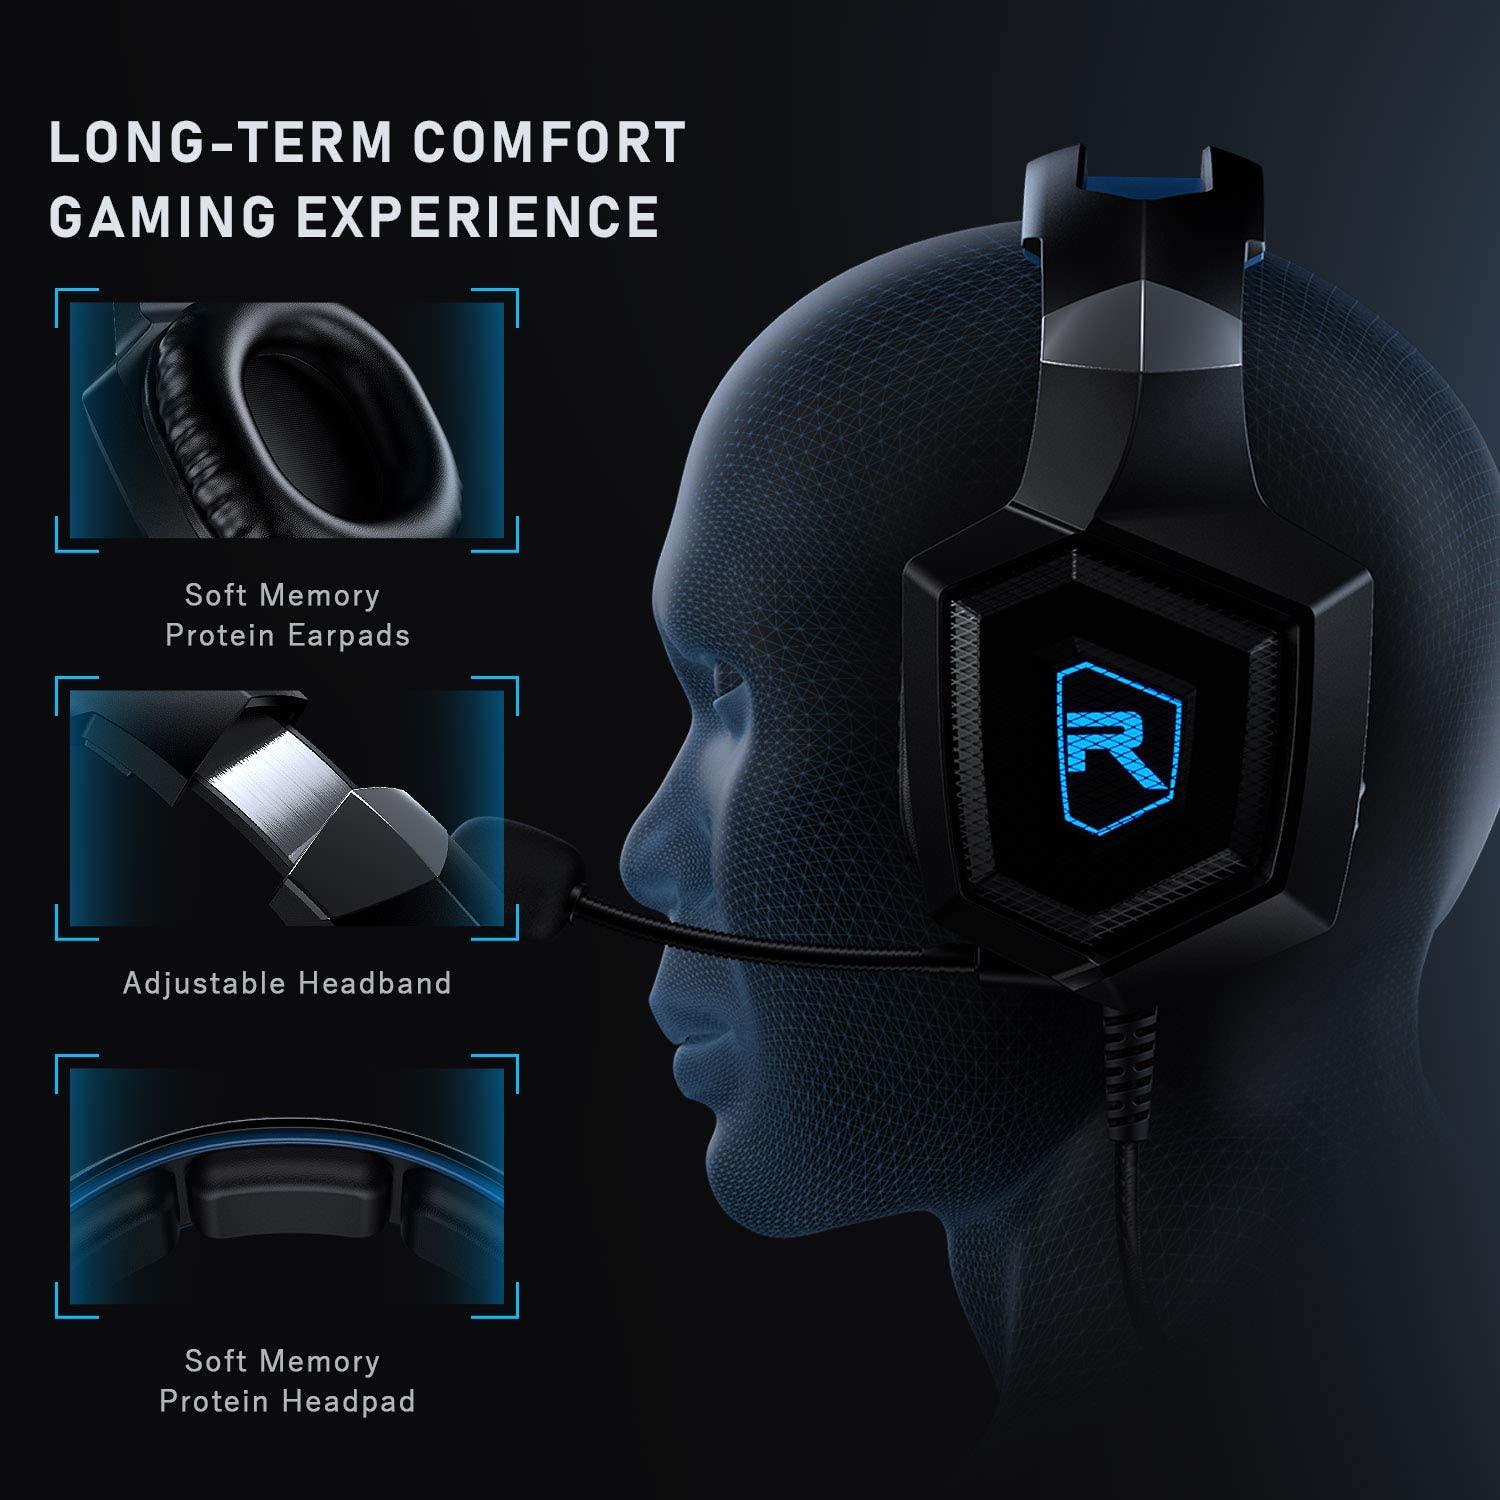 LONG-TERM COMFORT
GAMING EXPERIENCE
Soft Memory
Protein Earpads
Adjustable Headband
R
Soft Memory
Protein Headpad